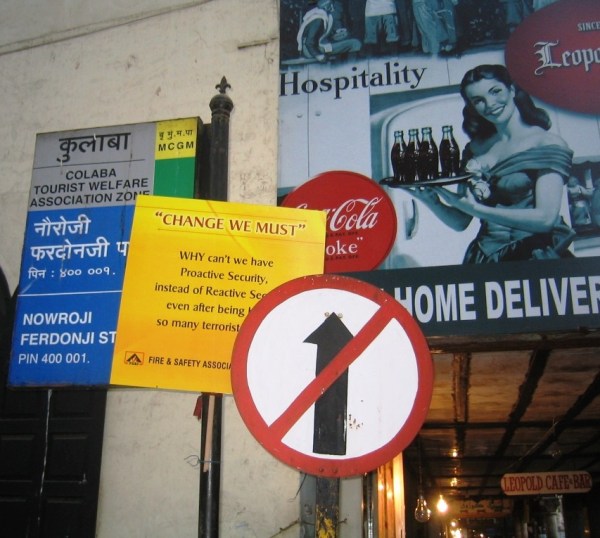 कुलाबा
बृ.मु.म.पा
MCGM
COLABA
TOURIST WELFARE
ASSOCIATION ZONE
नौरोजी
फरदोनजी
पिन : ४०० ००१.
NOWROJI
FERDONJI ST
PIN 400 001.
"CHANGE WE MUST"
WHY can't we have
Proactive Security,
instead of Reactive
even after being
so many terrorist
FIRE & SAFETY
Hospitality
SINCE
Coca-Cola
HOME
LEOPOLD CAFE & BAR